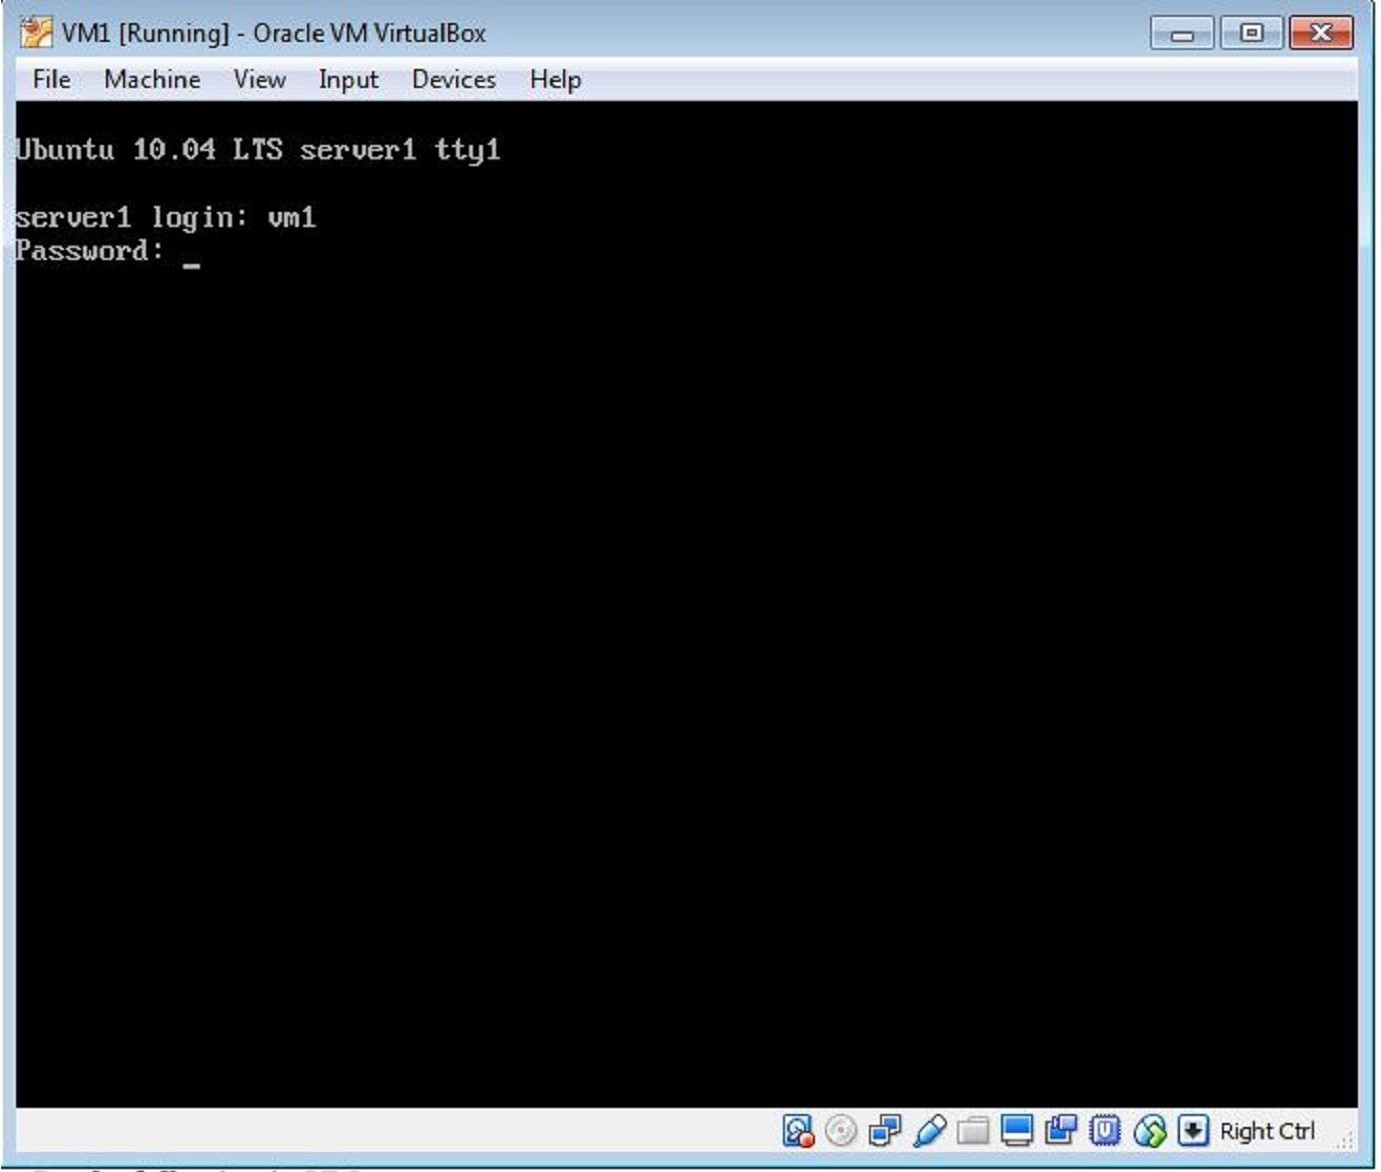 VM1 [Running] - Oracle VM VirtualBox
File Machine View Input Devices Help
Ubuntu 10.04 LTS server1 tty1
server1 login: vm1
Password: _
Right Ctrl